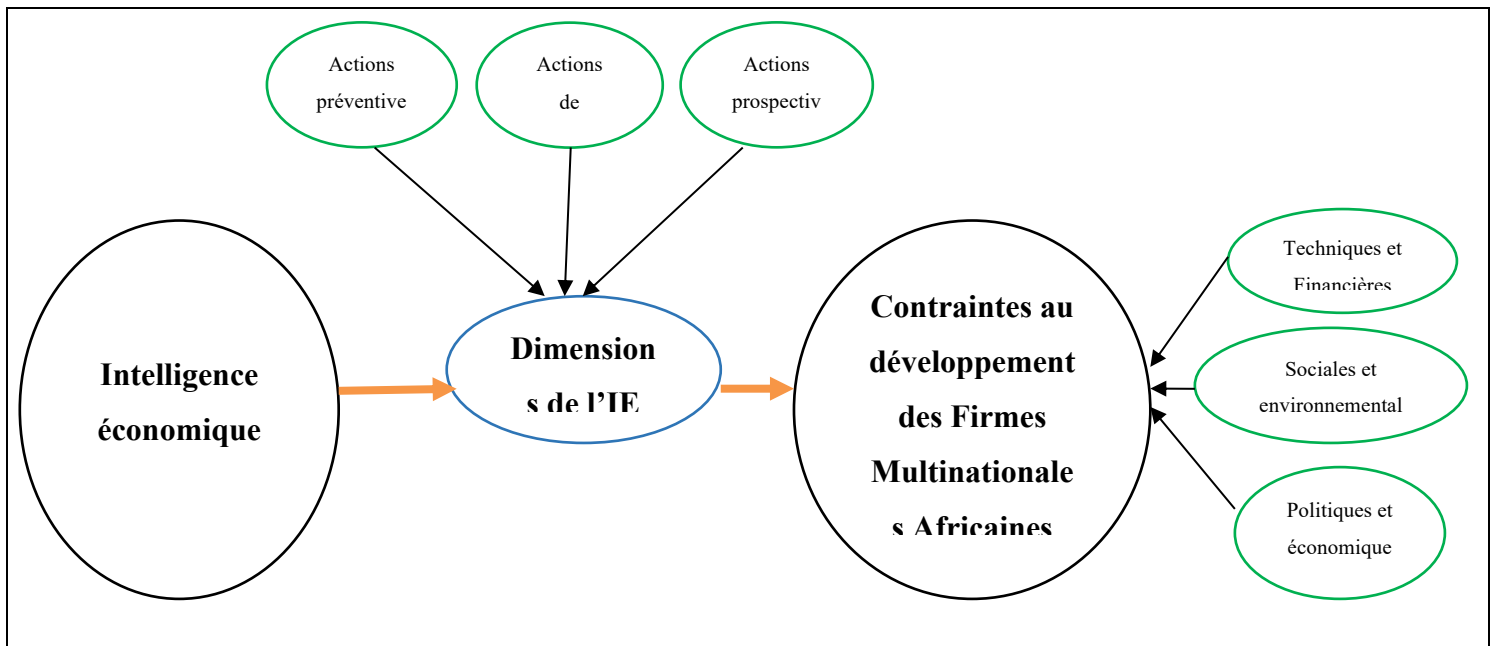 Actions
préventive
Actions
de
Actions
prospectiv
Intelligence
économique
Dimension
s de l’IE
Contraintes au
développement
des Firmes
Multinationale
s Africaines
Techniques et
Financières
Sociales et
environnemental
Politiques et
économique